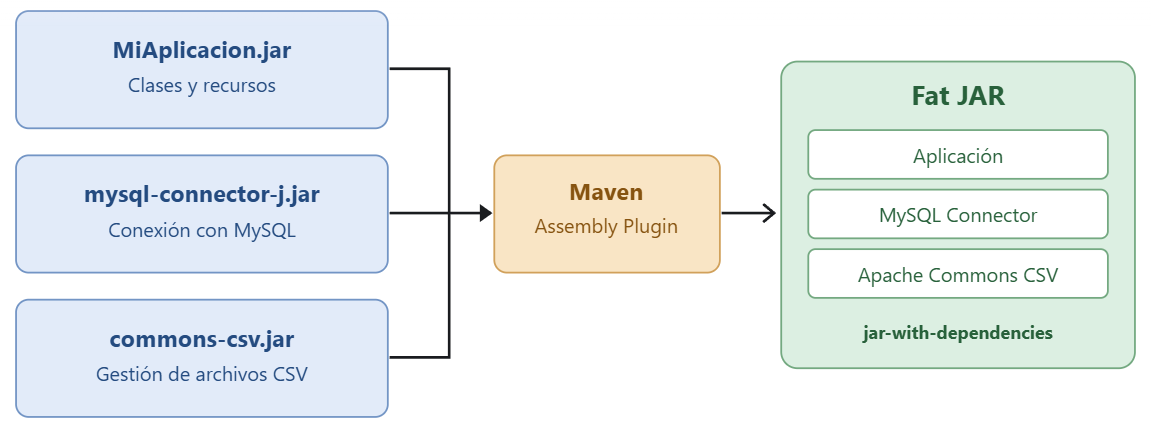 MiAplicacion.jar
Clases y recursos
mysql-connector-j.jar
Conexión con MySQL
commons-csv.jar
Gestión de archivos CSV
Maven
Assembly Plugin
Fat JAR
Aplicación
MySQL Connector
Apache Commons CSV
jar-with-dependencies